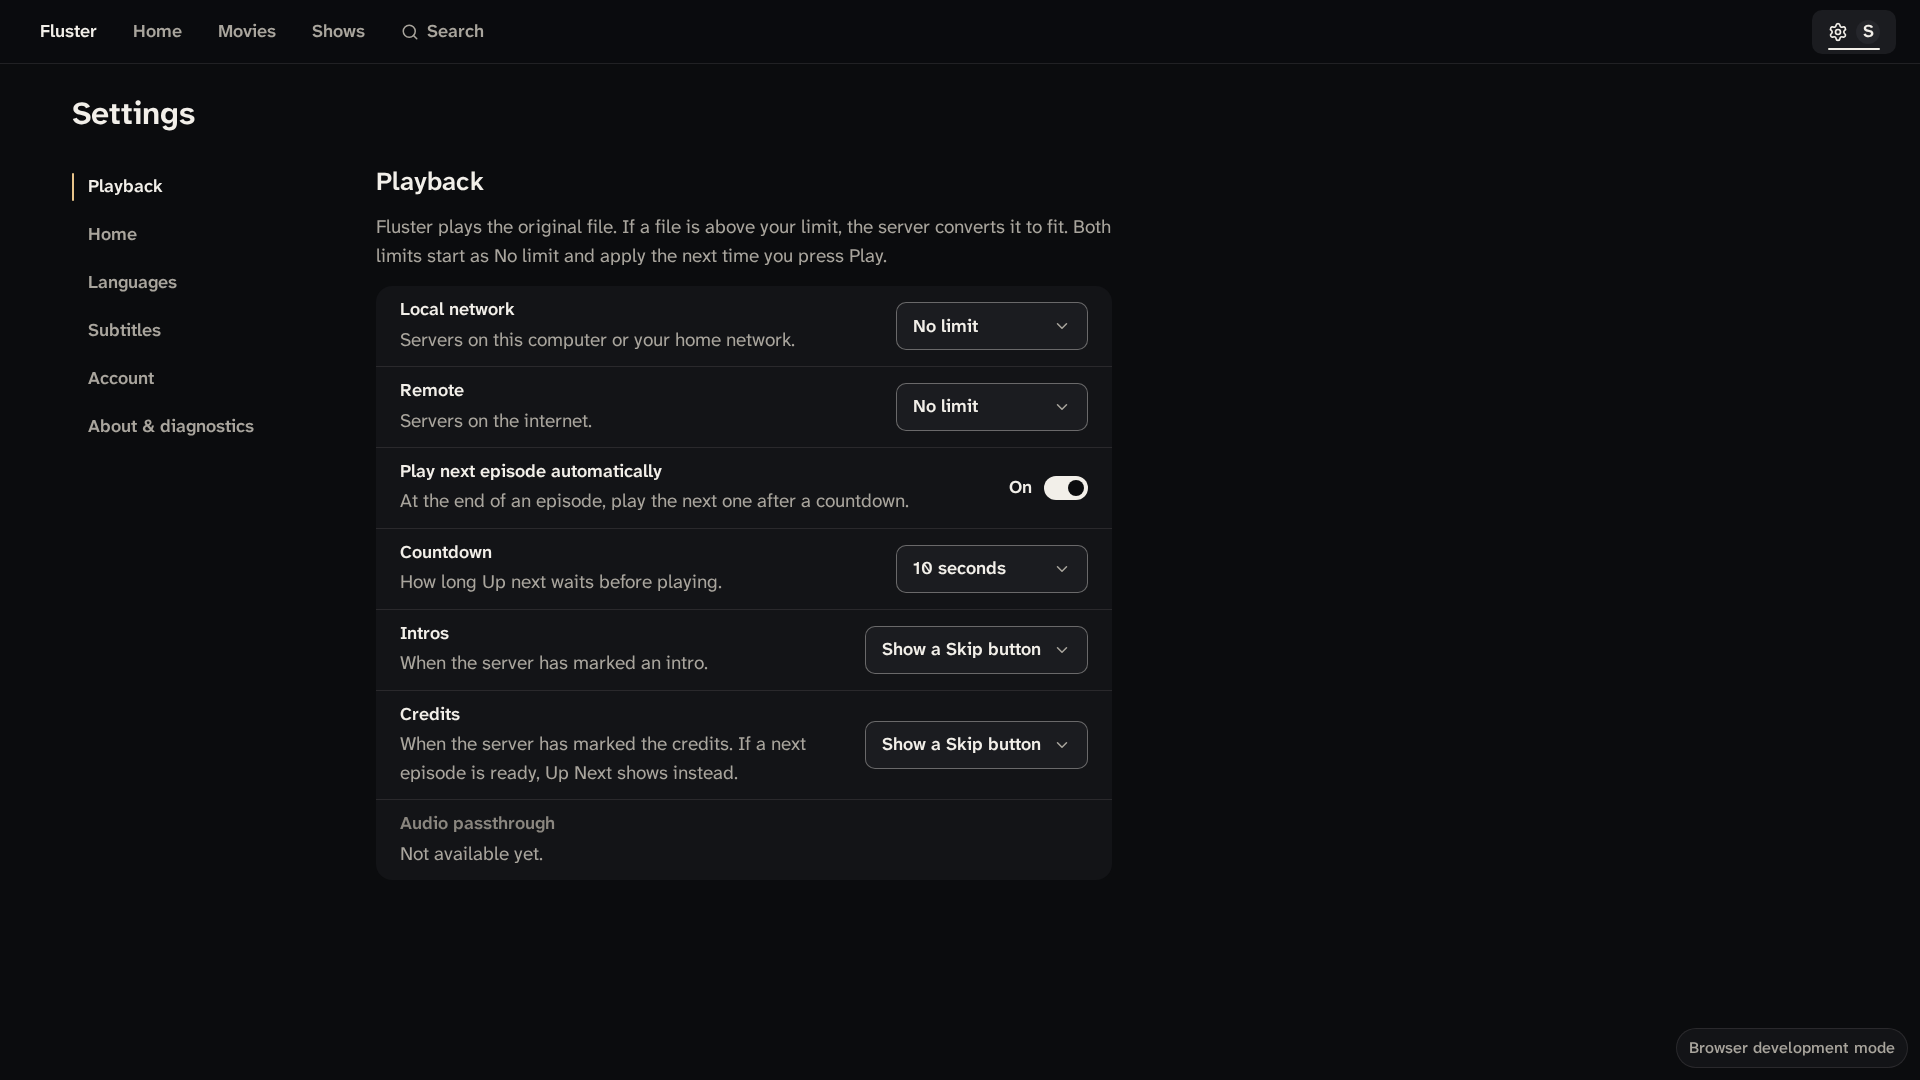 Fluster
Home
Movies
Shows
Search
S
Settings
Playback
Home
Languages
Subtitles
Account
About & diagnostics
Playback
Fluster plays the original file. If a file is above your limit, the server converts it to fit. Both
limits start as No limit and apply the next time you press Play.
Local network
Servers on this computer or your home network.
No limit
Remote
Servers on the internet.
No limit
Play next episode automatically
At the end of an episode, play the next one after a countdown.
On
Countdown
How long Up next waits before playing.
10 seconds
Intros
When the server has marked an intro.
Show a Skip button
Credits
When the server has marked the credits. If a next
episode is ready, Up Next shows instead.
Show a Skip button
Audio passthrough
Not available yet.
Browser development mode